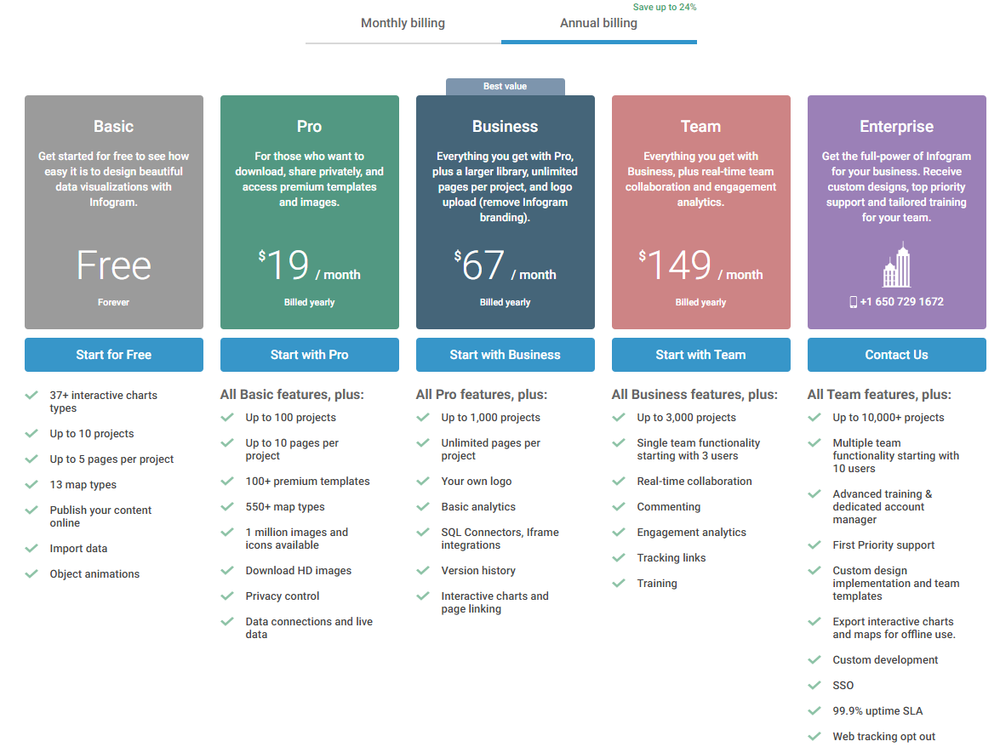 Save up to 24%
Monthly billing
Annual billing
Basic
Get started for free to see how
easy it is to design beautiful
data visualizations with
Infogram.
Free
Forever
Start for Free
37+ interactive charts
types
Up to 10 projects
Up to 5 pages per project
13 map types
Publish your content
online
Import data
Object animations
Pro
For those who want to
download, share privately, and
access premium templates
and images.
$19 / month
Billed yearly
Start with Pro
All Basic features, plus:
Up to 100 projects
Up to 10 pages per
project
100+ premium templates
550+ map types
1 million images and
icons available
Download HD images
Privacy control
Data connections and live
data
Best value
Business
Everything you get with Pro,
plus a larger library, unlimited
pages per project, and logo
upload (remove Infogram
branding).
$67 / month
Billed yearly
Start with Business
All Pro features, plus:
Up to 1,000 projects
Unlimited pages per
project
Your own logo
Basic analytics
SQL Connectors, Iframe
integrations
Version history
Interactive charts and
page linking
Team
Everything you get with
Business, plus real-time team
collaboration and engagement
analytics.
$149 / month
Billed yearly
Start with Team
All Business features, plus:
Up to 3,000 projects
Single team functionality
starting with 3 users
Real-time collaboration
Commenting
Engagement analytics
Tracking links
Training
Enterprise
Get the full-power of Infogram
for your business. Receive
custom designs, top priority
support and tailored training
for your team.
+1 650 729 1672
Contact Us
All Team features, plus:
Up to 10,000+ projects
Multiple team
functionality starting with
10 users
Advanced training &
dedicated account
manager
First Priority support
Custom design
implementation and team
templates
Export interactive charts
and maps for offline use.
Custom development
SSO
99.9% uptime SLA
Web tracking opt out